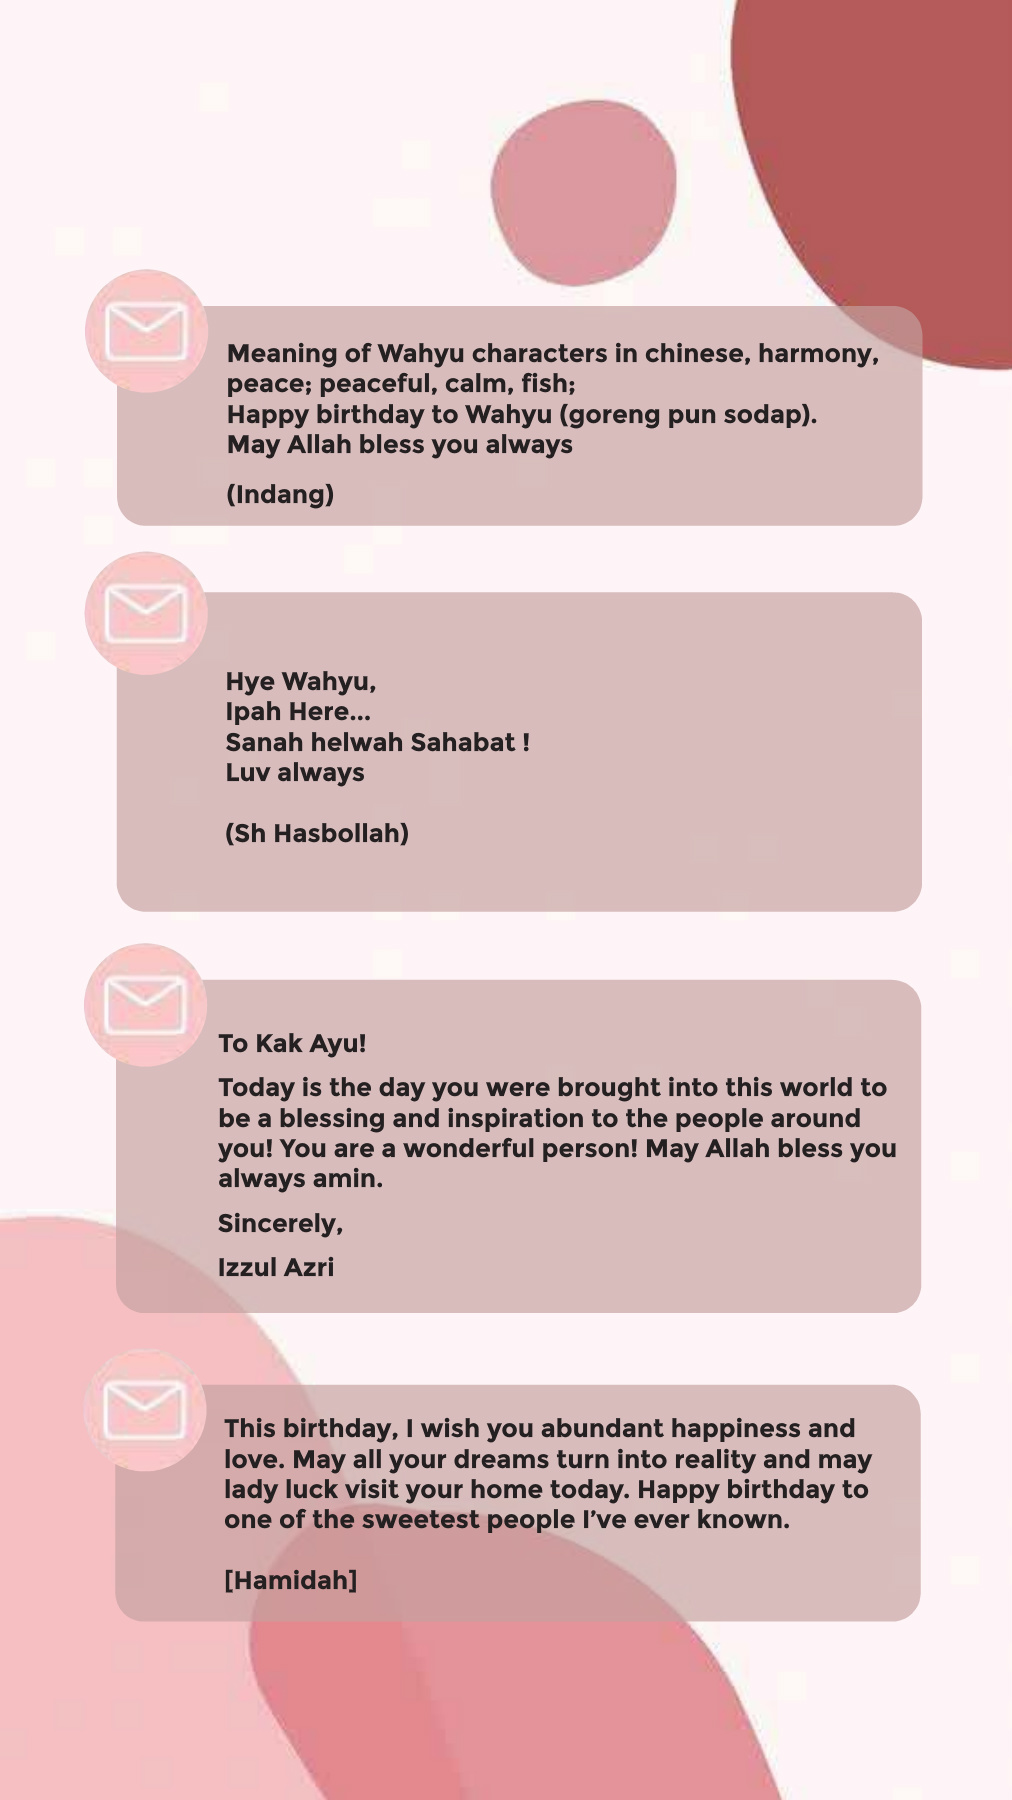 Meaning of Wahyu characters in chinese, harmony,
peace; peaceful, calm, fish;
Happy birthday to Wahyu (goreng pun sodap).
May Allah bless you always
(Indang)
Hye Wahyu,
Ipah Here...
Sanah helwah Sahabat !
Luv always
(Sh Hasbollah)
To Kak Ayu!
Today is the day you were brought into this world to
be a blessing and inspiration to the people around
you! You are a wonderful person! May Allah bless you
always amin.
Sincerely,
Izzul Azri
This birthday, I wish you abundant happiness and
love. May all your dreams turn into reality and may
lady luck visit your home today. Happy birthday to
one of the sweetest people I’ve ever known.
[Hamidah]